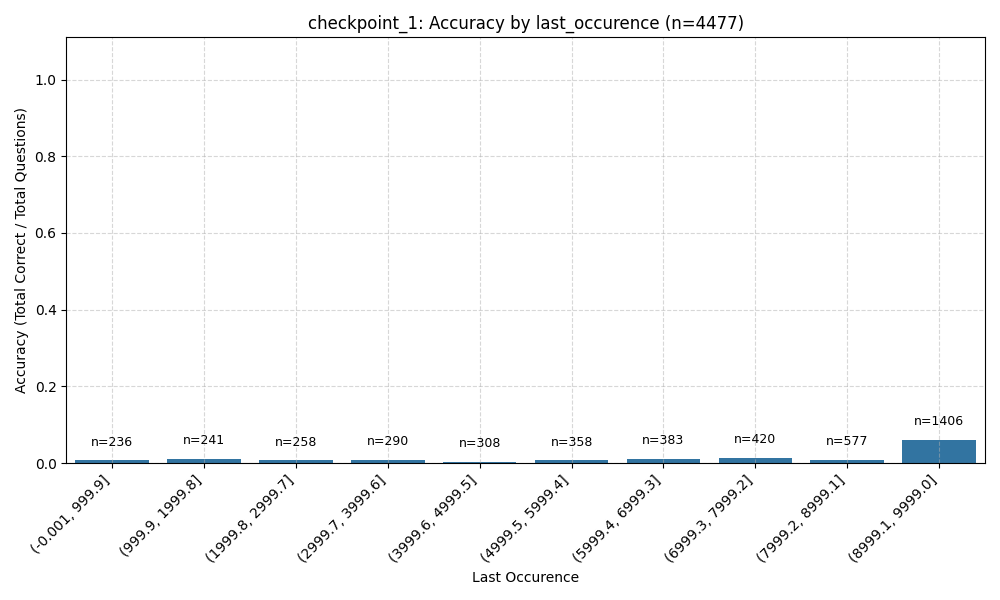 checkpoint_1: Accuracy by last_occurence (n=4477)
Accuracy (Total Correct / Total Questions)
1.0
0.8
0.6
0.4
0.2
0.0
n=236
n=241
n=258
n=290
n=308
n=358
n=383
n=420
n=577
n=1406
(-0.001, 999.9]
(999.9, 1999.8]
(1999.8, 2999.7]
(2999.7, 3999.6]
(3999.6, 4999.5]
(4999.5, 5999.4]
(5999.4, 6999.3]
(6999.3, 7999.2]
(7999.2, 8999.1]
(8999.1, 9999.0]
Last Occurence